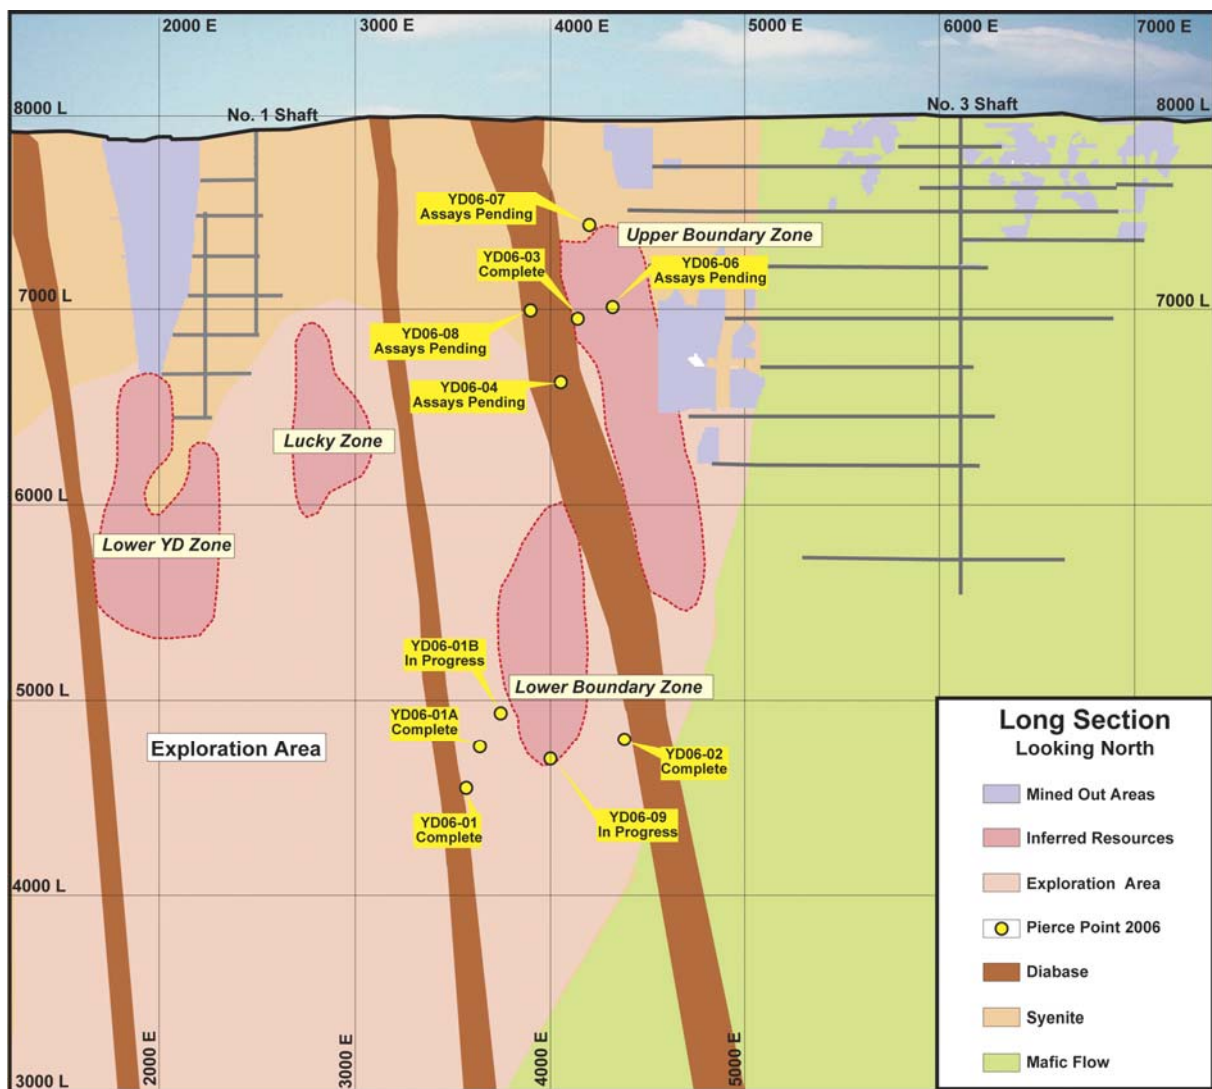 2000 E
3000 E
4000 E
5000 E
6000 E
7000 E
8000 L
No. 1 Shaft
No. 3 Shaft
8000 L
YD06-07
Assays Pending
Upper Boundary Zone
YD06-03
Complete
YD06-06
Assays Pending
7000 L
7000 L
YD06-08
Assays Pending
YD06-04
Assays Pending
Lucky Zone
6000 L
Lower YD Zone
YD06-01B
In Progress
Lower Boundary Zone
5000 L
YD06-01A
Complete
Exploration Area
YD06-02
Complete
YD06-01
Complete
YD06-09
In Progress
4000 L
3000 L
2000 E
3000 E
4000 E
5000 E
Long Section
Looking North
Mined Out Areas
Inferred Resources
Exploration Area
Pierce Point 2006
Diabase
Syenite
Mafic Flow